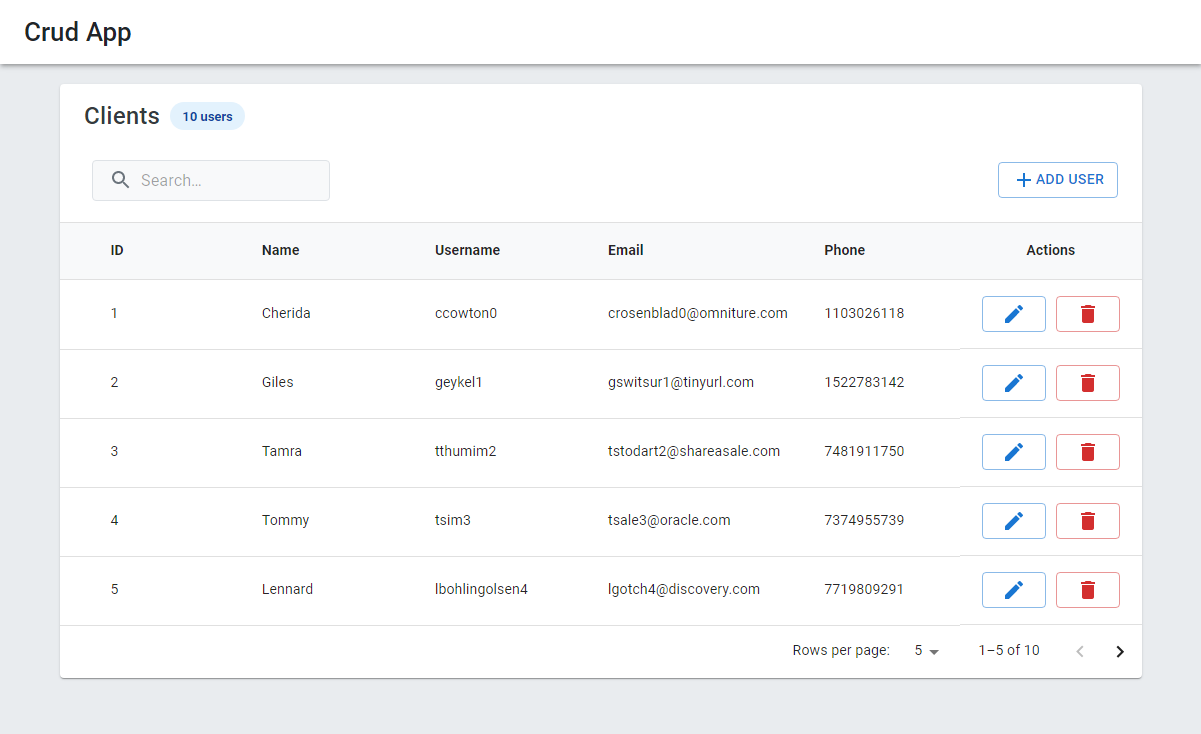 Crud App
Clients 10 users
Search...
ADD USER
ID Name Username Email Phone Actions
1 Cherida ccowton0 crosenblad0@omniture.com 1103026118
2 Giles geykel1 gswitsur1@tinyurl.com 1522783142
3 Tamra tthumim2 tstodart2@shareasale.com 7481911750
4 Tommy tsim3 tsale3@oracle.com 7374955739
5 Lennard lbohlingolsen4 lgotch4@discovery.com 7719809291
Rows per page: 5 1–5 of 10